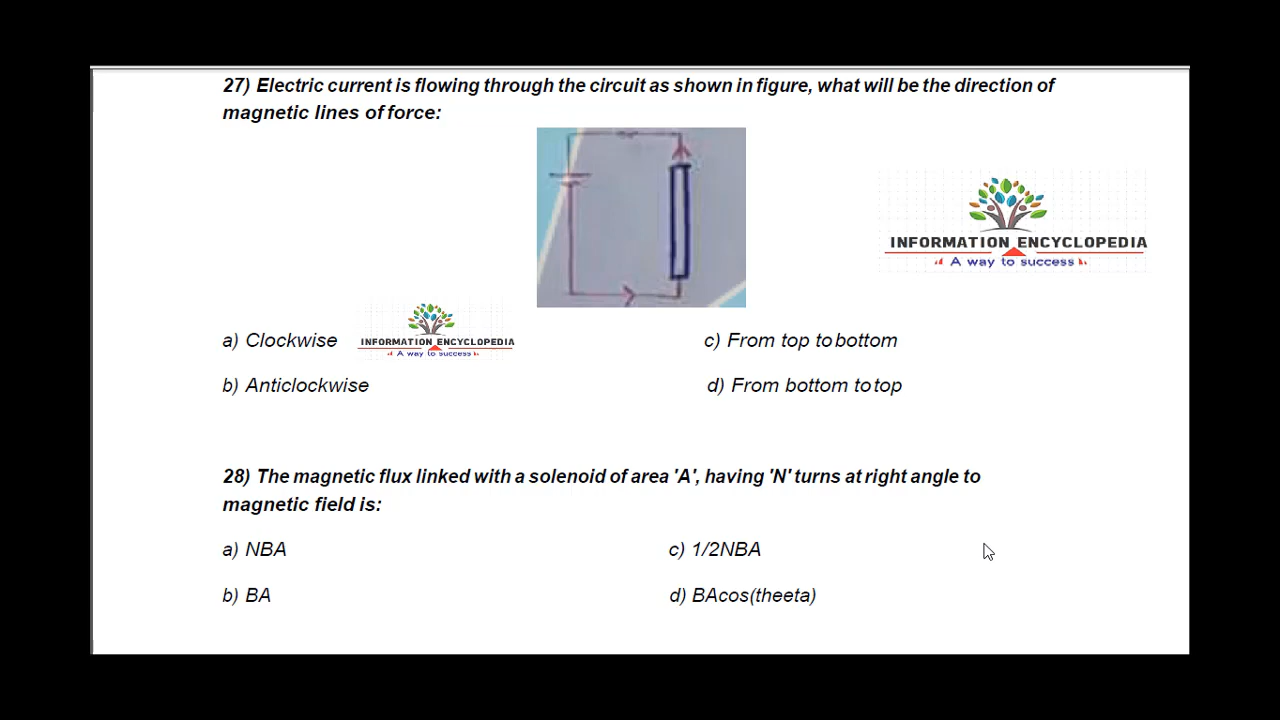 27) Electric current is flowing through the circuit as shown in figure, what will be the direction of
magnetic lines of force:
INFORMATION ENCYCLOPEDIA
A way to success
a) Clockwise
INFORMATION ENCYCLOPEDIA
A way to success
c) From top to bottom
b) Anticlockwise
d) From bottom to top
28) The magnetic flux linked with a solenoid of area 'A', having 'N' turns at right angle to
magnetic field is:
a) NBA
c) 1/2NBA
b) BA
d) BAcos(theeta)